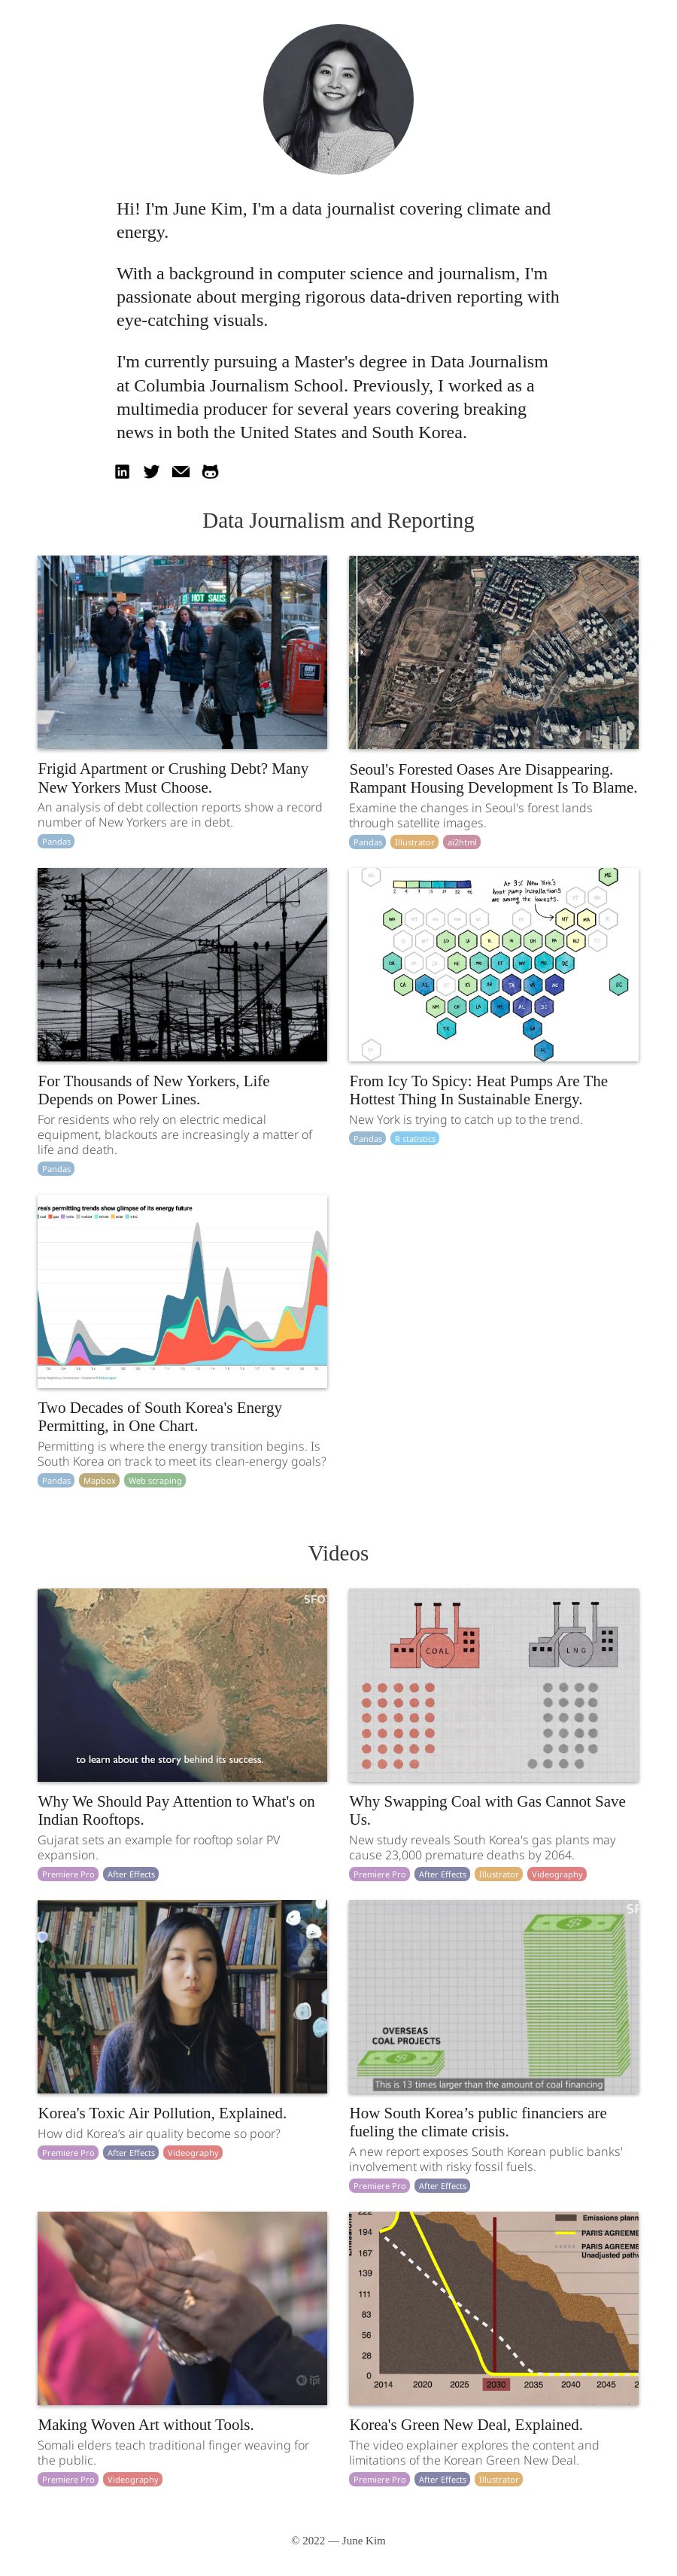 Hi! I'm June Kim, I'm a data journalist covering climate and
energy.
With a background in computer science and journalism, I'm
passionate about merging rigorous data-driven reporting with
eye-catching visuals.
I'm currently pursuing a Master's degree in Data Journalism
at Columbia Journalism School. Previously, I worked as a
multimedia producer for several years covering breaking
news in both the United States and South Korea.
Data Journalism and Reporting
HOT SAUS
Frigid Apartment or Crushing Debt? Many
New Yorkers Must Choose.
An analysis of debt collection reports show a record
number of New Yorkers are in debt.
Pandas
Seoul's Forested Oases Are Disappearing.
Rampant Housing Development Is To Blame.
Examine the changes in Seoul's forest lands
through satellite images.
Pandas Illustrator ai2html
For Thousands of New Yorkers, Life
Depends on Power Lines.
For residents who rely on electric medical
equipment, blackouts are increasingly a matter of
life and death.
Pandas
At 3% New York's
heat pump installations
are among the lowest.
From Icy To Spicy: Heat Pumps Are The
Hottest Thing In Sustainable Energy.
New York is trying to catch up to the trend.
Pandas R statistics
rea's permitting trends show glimpse of its energy future
Two Decades of South Korea's Energy
Permitting, in One Chart.
Permitting is where the energy transition begins. Is
South Korea on track to meet its clean-energy goals?
Pandas Mapbox Web scraping
Videos
SFO
to learn about the story behind its success.
Why We Should Pay Attention to What's on
Indian Rooftops.
Gujarat sets an example for rooftop solar PV
expansion.
Premiere Pro After Effects
COAL LNG
Why Swapping Coal with Gas Cannot Save
Us.
New study reveals South Korea's gas plants may
cause 23,000 premature deaths by 2064.
Premiere Pro After Effects Illustrator Videography
Korea's Toxic Air Pollution, Explained.
How did Korea's air quality become so poor?
Premiere Pro After Effects Videography
SF
OVERSEAS
COAL PROJECTS
This is 13 times larger than the amount of coal financing
How South Korea’s public financiers are
fueling the climate crisis.
A new report exposes South Korean public banks'
involvement with risky fossil fuels.
Premiere Pro After Effects
Making Woven Art without Tools.
Somali elders teach traditional finger weaving for
the public.
Premiere Pro Videography
222
194
167
139
111
83
56
28
0
2014 2020 2025 2030 2035 2040 2045 2
Emissions plann
PARIS AGREEME
PARIS AGREEME
Unadjusted pathw
Korea's Green New Deal, Explained.
The video explainer explores the content and
limitations of the Korean Green New Deal.
Premiere Pro After Effects Illustrator
© 2022 — June Kim